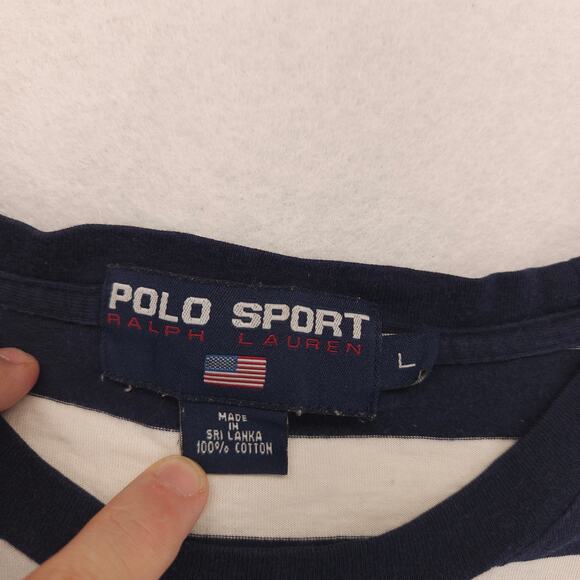 POLO SPORT
RALPH LAUREN
L
MADE
IN
SRI LANKA
100% COTTON